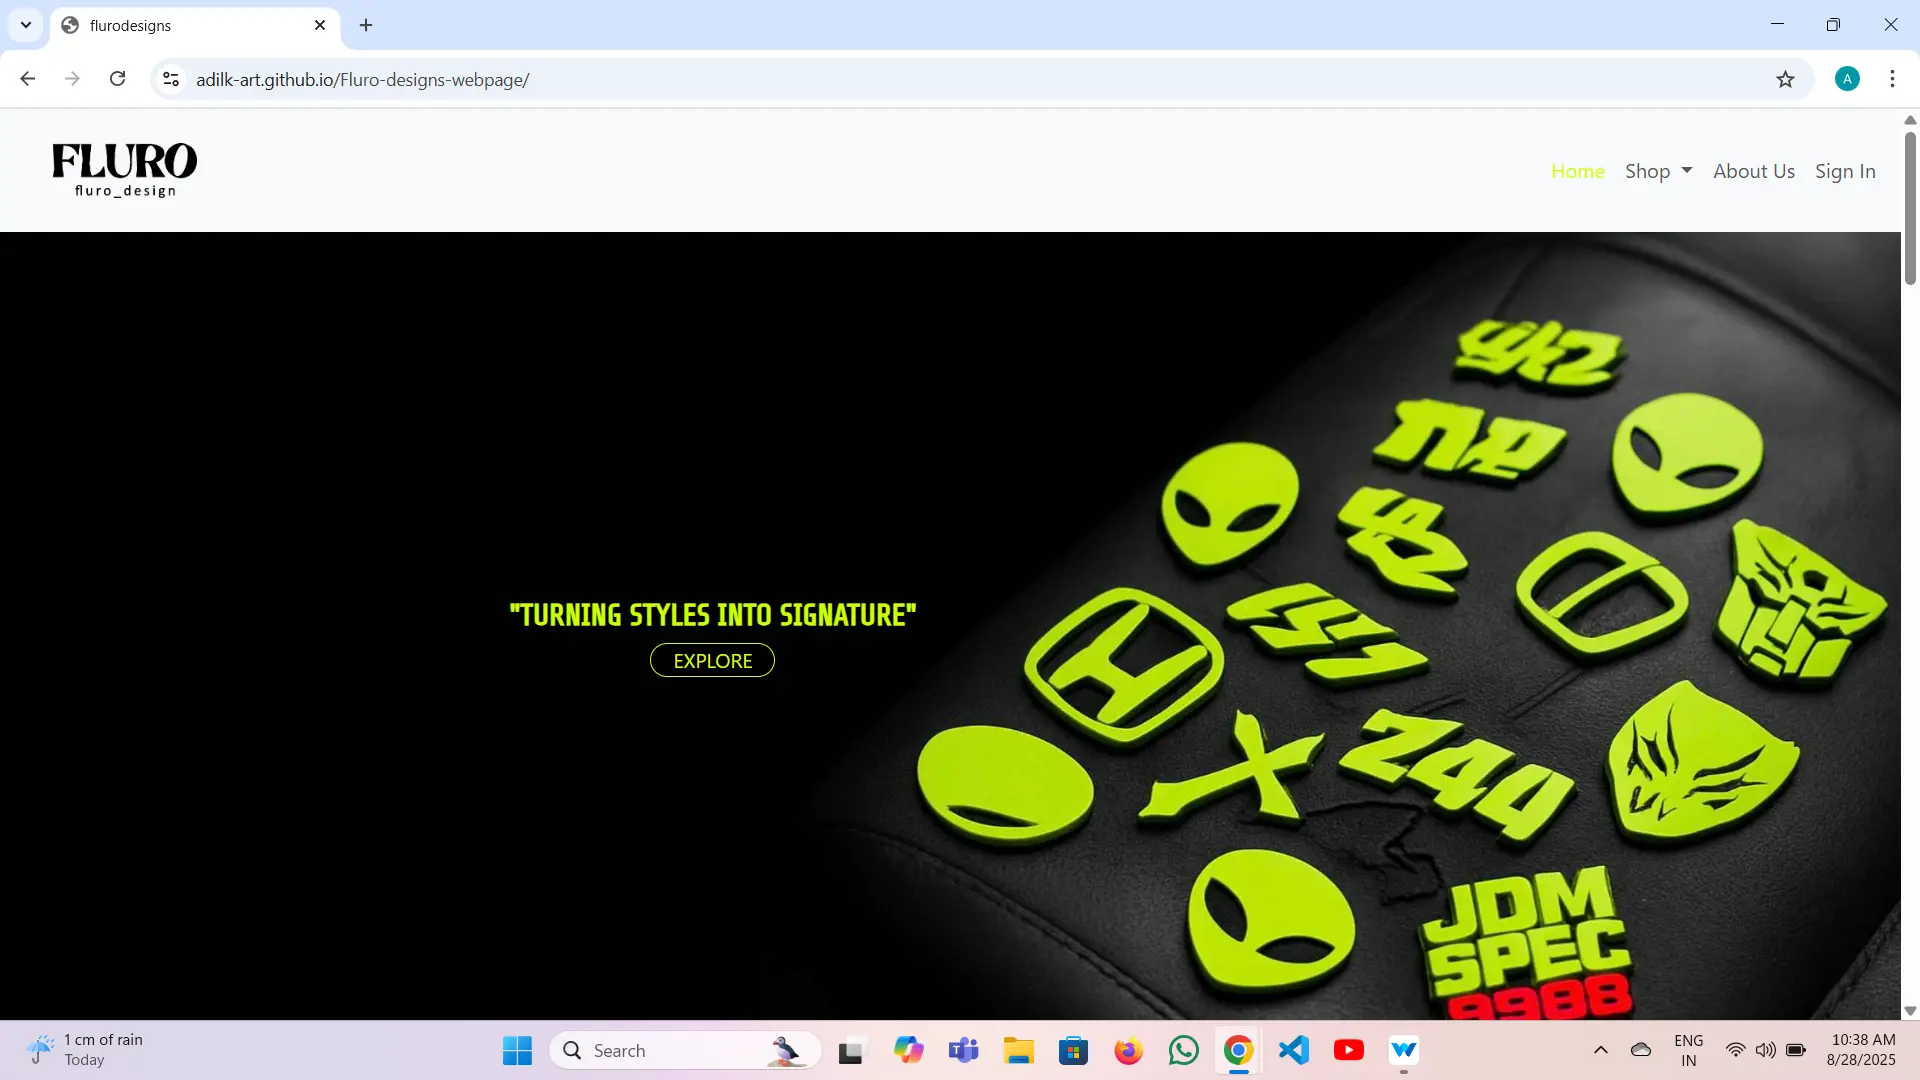 flurodesigns
adilk-art.github.io/Fluro-designs-webpage/
A
FLURO
fluro_design
Home Shop About Us Sign In
"TURNING STYLES INTO SIGNATURE"
EXPLORE
Z44
JDM
SPEC
9988
1 cm of rain
Today
Search
ENG
IN
10:38 AM
8/28/2025